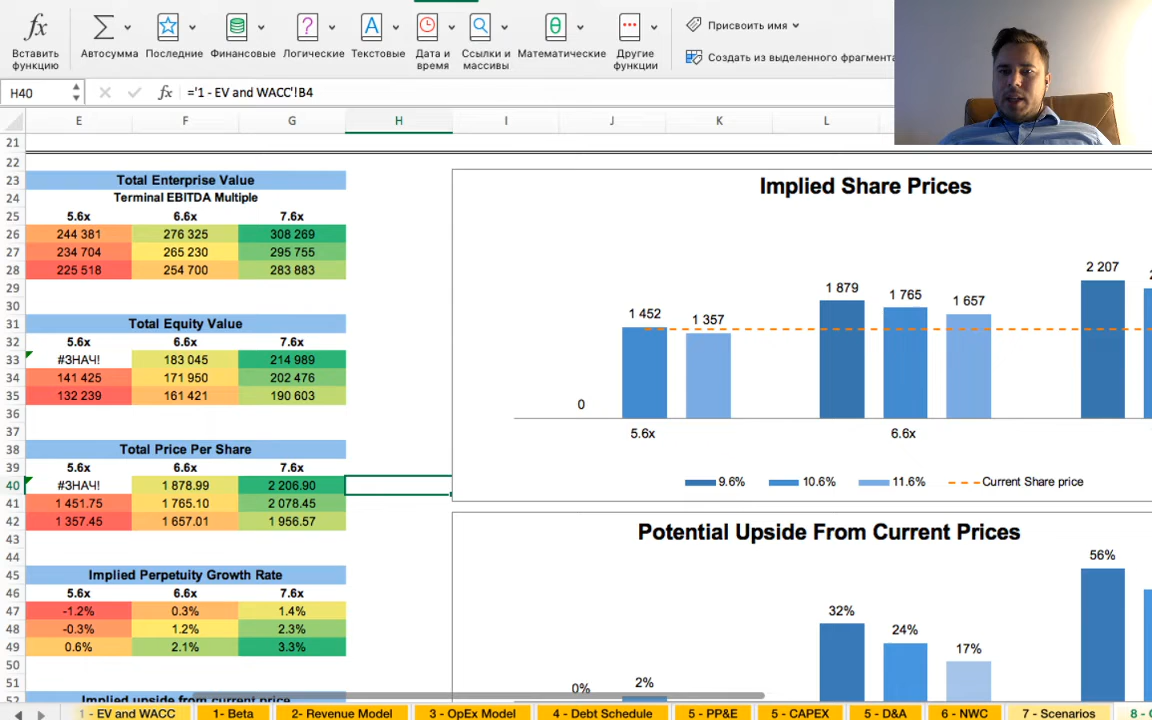 Вставить функцию
Автосумма
Последние
Финансовые
Логические
Текстовые
Дата и время
Ссылки и массивы
Математические
Другие функции
Присвоить имя
Создать из выделенного фрагмента
H40
fx ='1 - EV and WACC'!B4
E F G H I J K L
21
22
23 Total Enterprise Value
24 Terminal EBITDA Multiple
25 5.6x 6.6x 7.6x
26 244 381 276 325 308 269
27 234 704 265 230 295 755
28 225 518 254 700 283 883
29
30
31 Total Equity Value
32 5.6x 6.6x 7.6x
33 #ЗНАЧ! 183 045 214 989
34 141 425 171 950 202 476
35 132 239 161 421 190 603
36
37
38 Total Price Per Share
39 5.6x 6.6x 7.6x
40 #ЗНАЧ! 1 878.99 2 206.90
41 1 451.75 1 765.10 2 078.45
42 1 357.45 1 657.01 1 956.57
43
44
45 Implied Perpetuity Growth Rate
46 5.6x 6.6x 7.6x
47 -1.2% 0.3% 1.4%
48 -0.3% 1.2% 2.3%
49 0.6% 2.1% 3.3%
50
51
52 Implied upside from current price
Implied Share Prices
0 1 452 1 357 1 879 1 765 1 657 2 207
5.6x 6.6x
9.6% 10.6% 11.6% Current Share price
Potential Upside From Current Prices
0% 2% 32% 24% 17% 56%
1 - EV and WACC
1- Beta
2- Revenue Model
3 - OpEx Model
4 - Debt Schedule
5 - PP&E
5 - CAPEX
5 - D&A
6 - NWC
7 - Scenarios